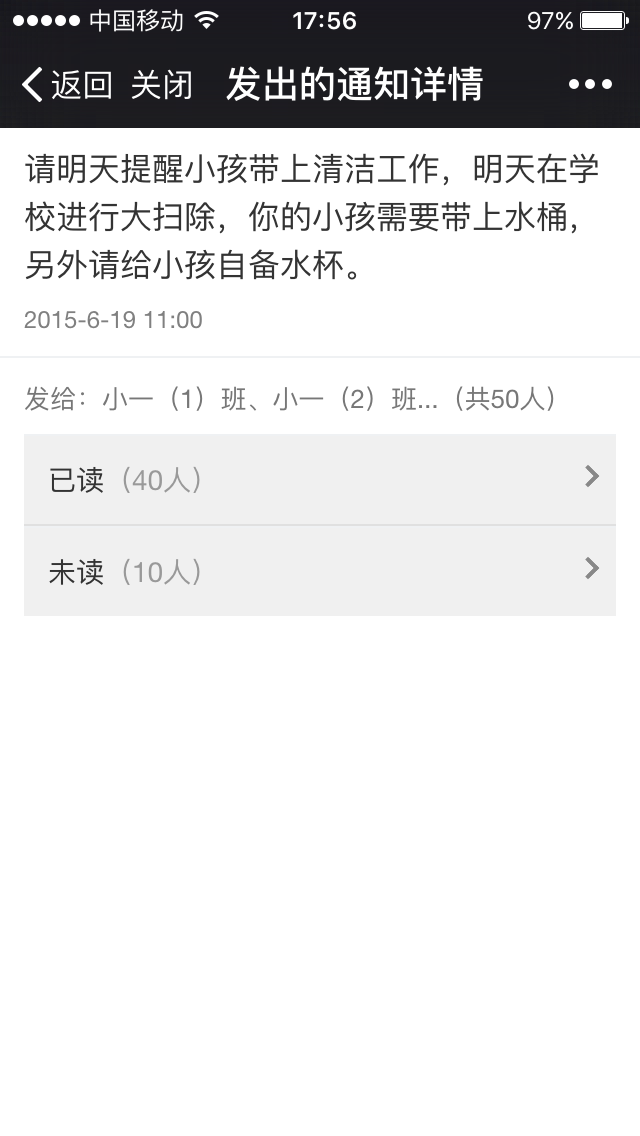 中国移动 17:56 97%
返回 关闭 发出的通知详情
请明天提醒小孩带上清洁工作，明天在学
校进行大扫除，你的小孩需要带上水桶，
另外请给小孩自备水杯。
2015-6-19 11:00
发给：小一（1）班、小一（2）班...（共50人）
已读（40人）
未读（10人）